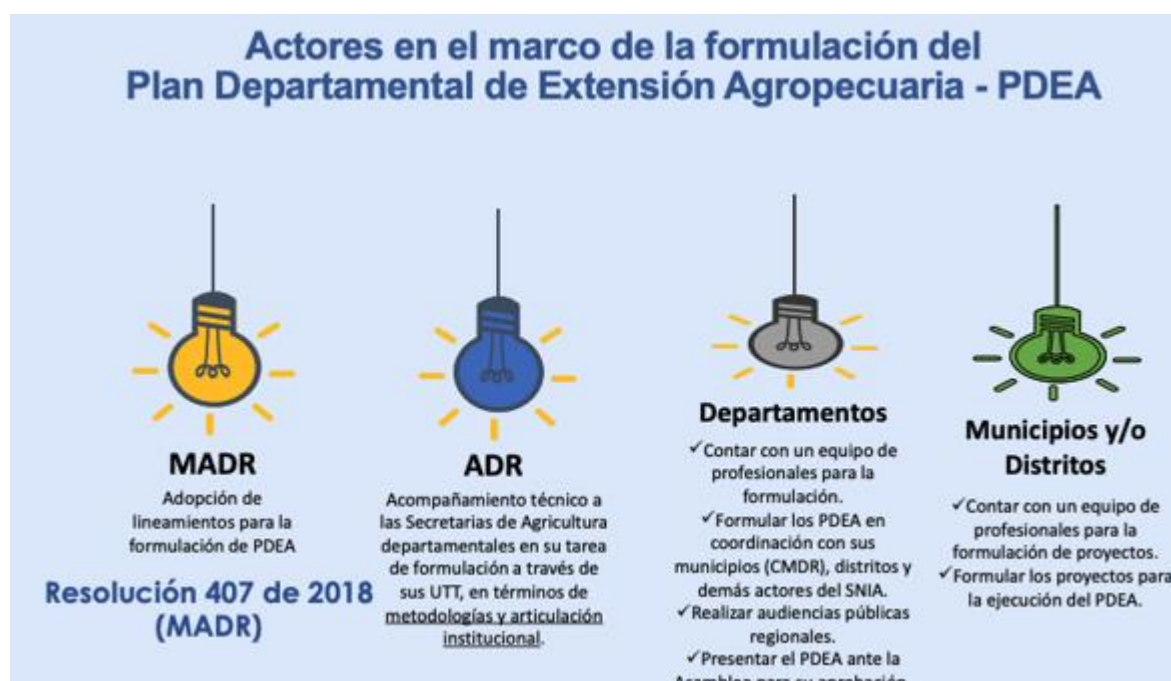 Actores en el marco de la formulación del
Plan Departamental de Extensión Agropecuaria - PDEA
MADR
Adopción de
lineamientos para la
formulación de PDEA
Resolución 407 de 2018
(MADR)
ADR
Acompañamiento técnico a
las Secretarias de Agricultura
departamentales en su tarea
de formulación a través de
sus UTT, en términos de
metodologías y articulación
institucional.
Departamentos
✓Contar con un equipo de
profesionales para la
formulación.
✓Formular los PDEA en
coordinación con sus
municipios (CMDR), distritos y
demás actores del SNIA.
✓Realizar audiencias públicas
regionales.
✓Presentar el PDEA ante la
Asamblea para su aprobación
Municipios y/o
Distritos
✓Contar con un equipo de
profesionales para la
formulación de proyectos.
✓Formular los proyectos para
la ejecución del PDEA.